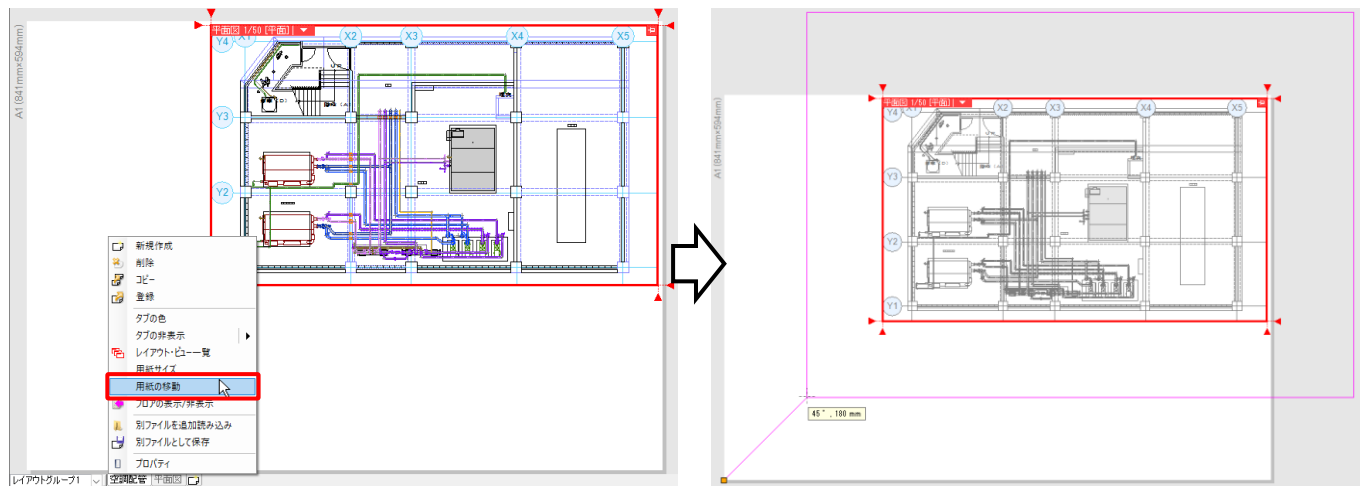 A1 (841mm×594mm)
平面図 1/50 [平面]
Y4
X1
X2
X3
X4
X5
Y3
Y2
新規作成
削除
コピー
登録
タブの色
タブの非表示
レイアウト・ビュー一覧
用紙サイズ
用紙の移動
フロアの表示/非表示
別ファイルを追加読み込み
別ファイルとして保存
プロパティ
レイアウトグループ1
空調配管
平面図
A1 (841mm×594mm)
平面図 1/50 [平面]
Y4
X1
X2
X3
X4
X5
Y3
Y2
Y1
45 ° , 180 mm